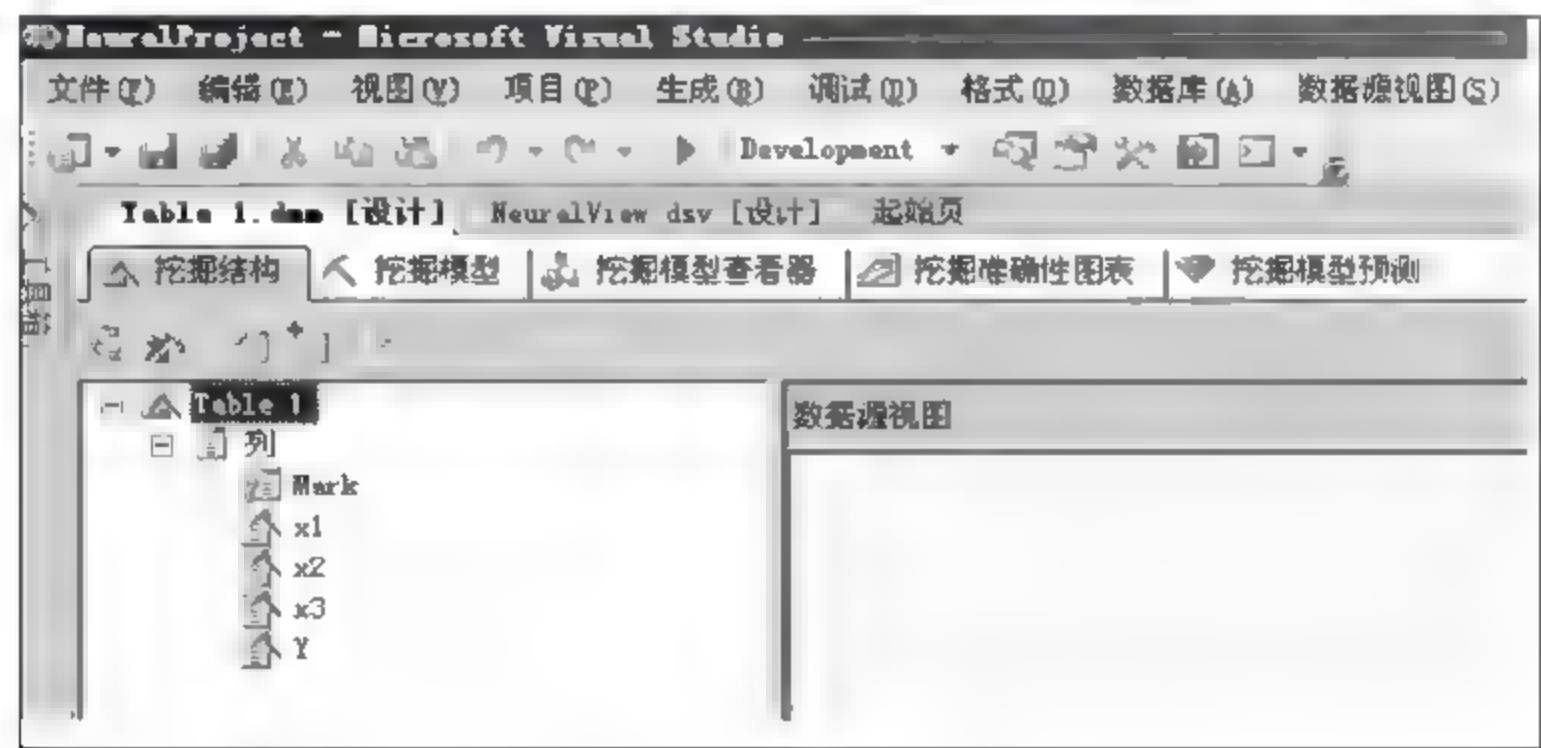 NeuralProject - Microsoft Visual Studio
文件(F) 编辑(E) 视图(V) 项目(P) 生成(B) 调试(D) 格式(O) 数据库(A) 数据源视图(S)
Development
Table 1.dmm [设计] NeuralView dsv [设计] 起始页
工具箱
挖掘结构 挖掘模型 挖掘模型查看器 挖掘准确性图表 挖掘模型预测
Table 1
数据源视图
列
Mark
x1
x2
x3
Y